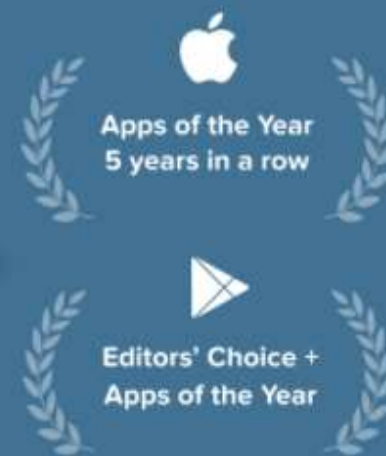 Apps of the Year
5 years in a row
Editors' Choice +
Apps of the Year